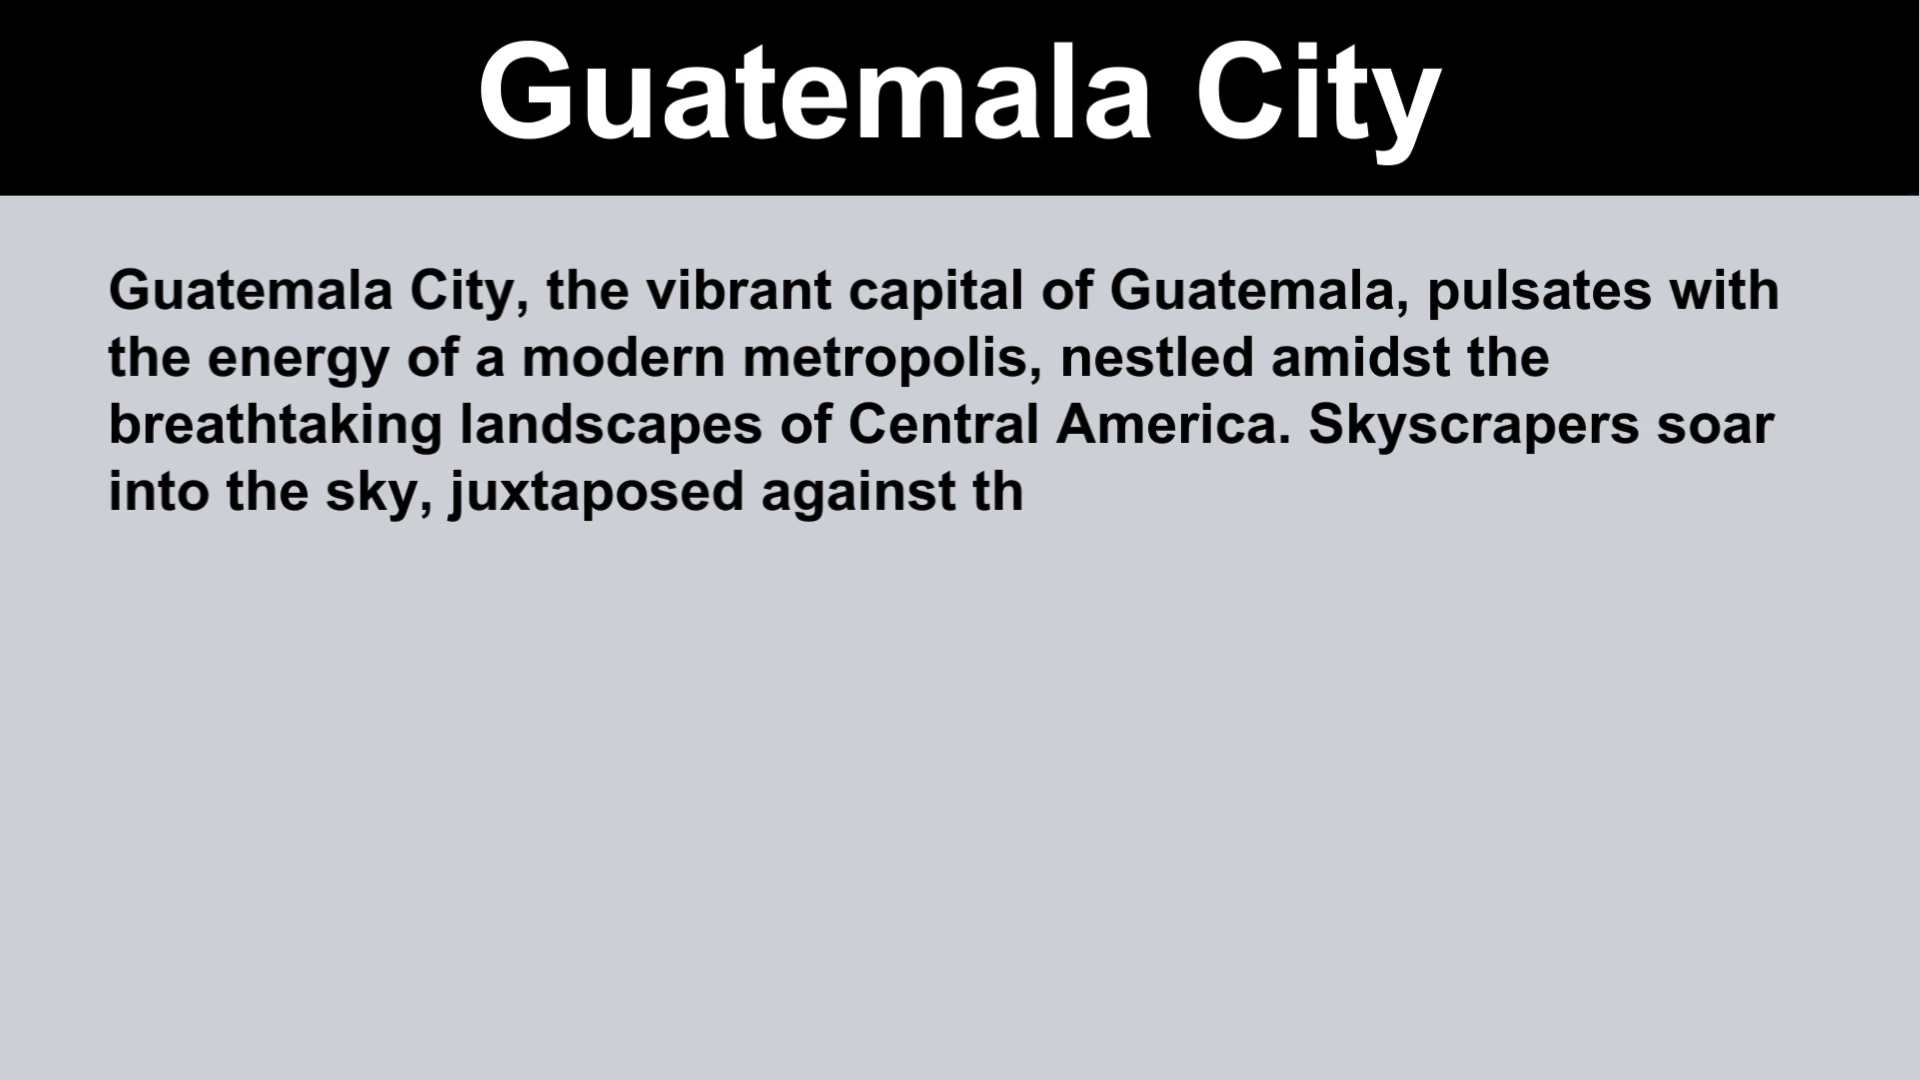 Guatemala City
Guatemala City, the vibrant capital of Guatemala, pulsates with
the energy of a modern metropolis, nestled amidst the
breathtaking landscapes of Central America. Skyscrapers soar
into the sky, juxtaposed against th